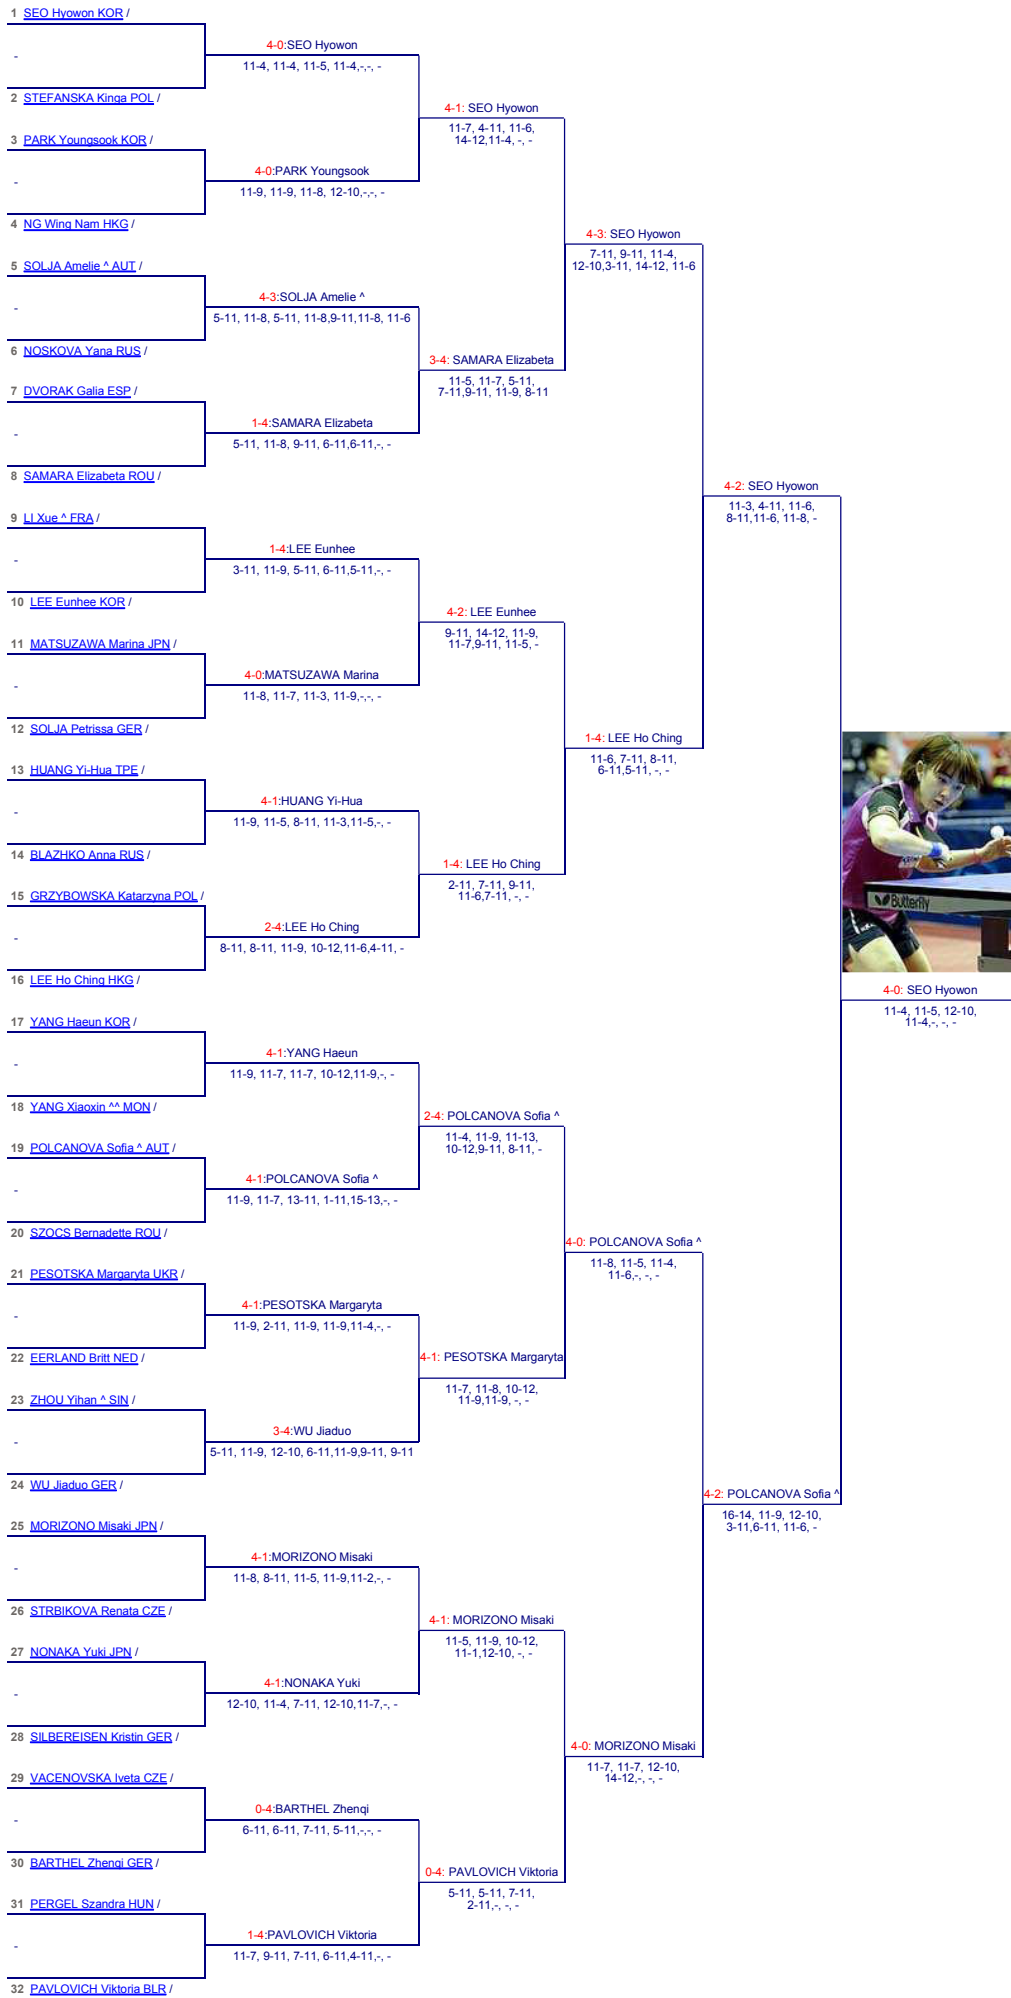 1 SEO Hyowon KOR /
-
4-0:SEO Hyowon
11-4, 11-4, 11-5, 11-4,-,-, -
2 STEFANSKA Kinga POL /
4-1: SEO Hyowon
11-7, 4-11, 11-6,
14-12,11-4, -, -
3 PARK Youngsook KOR /
-
4-0:PARK Youngsook
11-9, 11-9, 11-8, 12-10,-,-, -
4 NG Wing Nam HKG /
4-3: SEO Hyowon
7-11, 9-11, 11-4,
12-10,3-11, 14-12, 11-6
5 SOLJA Amelie ^ AUT /
-
4-3:SOLJA Amelie ^
5-11, 11-8, 5-11, 11-8,9-11,11-8, 11-6
6 NOSKOVA Yana RUS /
3-4: SAMARA Elizabeta
11-5, 11-7, 5-11,
7-11,9-11, 11-9, 8-11
7 DVORAK Galia ESP /
-
1-4:SAMARA Elizabeta
5-11, 11-8, 9-11, 6-11,6-11,-, -
8 SAMARA Elizabeta ROU /
4-2: SEO Hyowon
11-3, 4-11, 11-6,
8-11,11-6, 11-8, -
9 LI Xue ^ FRA /
-
1-4:LEE Eunhee
3-11, 11-9, 5-11, 6-11,5-11,-, -
10 LEE Eunhee KOR /
4-2: LEE Eunhee
9-11, 14-12, 11-9,
11-7,9-11, 11-5, -
11 MATSUZAWA Marina JPN /
-
4-0:MATSUZAWA Marina
11-8, 11-7, 11-3, 11-9,-,-, -
12 SOLJA Petrissa GER /
1-4: LEE Ho Ching
11-6, 7-11, 8-11,
6-11,5-11, -, -
13 HUANG Yi-Hua TPE /
-
4-1:HUANG Yi-Hua
11-9, 11-5, 8-11, 11-3,11-5,-, -
14 BLAZHKO Anna RUS /
1-4: LEE Ho Ching
2-11, 7-11, 9-11,
11-6,7-11, -, -
15 GRZYBOWSKA Katarzyna POL /
Butterfly
-
2-4:LEE Ho Ching
8-11, 8-11, 11-9, 10-12,11-6,4-11, -
16 LEE Ho Ching HKG /
4-0: SEO Hyowon
11-4, 11-5, 12-10,
11-4,-, -, -
17 YANG Haeun KOR /
-
4-1:YANG Haeun
11-9, 11-7, 11-7, 10-12,11-9,-, -
18 YANG Xiaoxin ^^ MON /
2-4: POLCANOVA Sofia ^
11-4, 11-9, 11-13,
10-12,9-11, 8-11, -
19 POLCANOVA Sofia ^ AUT /
-
4-1:POLCANOVA Sofia ^
11-9, 11-7, 13-11, 1-11,15-13,-, -
20 SZOCS Bernadette ROU /
4-0: POLCANOVA Sofia ^
11-8, 11-5, 11-4,
11-6,-, -, -
21 PESOTSKA Margaryta UKR /
-
4-1:PESOTSKA Margaryta
11-9, 2-11, 11-9, 11-9,11-4,-, -
22 EERLAND Britt NED /
4-1: PESOTSKA Margaryta
11-7, 11-8, 10-12,
11-9,11-9, -, -
23 ZHOU Yihan ^ SIN /
-
3-4:WU Jiaduo
5-11, 11-9, 12-10, 6-11,11-9,9-11, 9-11
24 WU Jiaduo GER /
4-2: POLCANOVA Sofia ^
16-14, 11-9, 12-10,
3-11,6-11, 11-6, -
25 MORIZONO Misaki JPN /
-
4-1:MORIZONO Misaki
11-8, 8-11, 11-5, 11-9,11-2,-, -
26 STRBIKOVA Renata CZE /
4-1: MORIZONO Misaki
11-5, 11-9, 10-12,
11-1,12-10, -, -
27 NONAKA Yuki JPN /
-
4-1:NONAKA Yuki
12-10, 11-4, 7-11, 12-10,11-7,-, -
28 SILBEREISEN Kristin GER /
4-0: MORIZONO Misaki
11-7, 11-7, 12-10,
14-12,-, -, -
29 VACENOVSKA Iveta CZE /
-
0-4:BARTHEL Zhenqi
6-11, 6-11, 7-11, 5-11,-,-, -
30 BARTHEL Zhenqi GER /
0-4: PAVLOVICH Viktoria
5-11, 5-11, 7-11,
2-11,-, -, -
31 PERGEL Szandra HUN /
-
1-4:PAVLOVICH Viktoria
11-7, 9-11, 7-11, 6-11,4-11,-, -
32 PAVLOVICH Viktoria BLR /